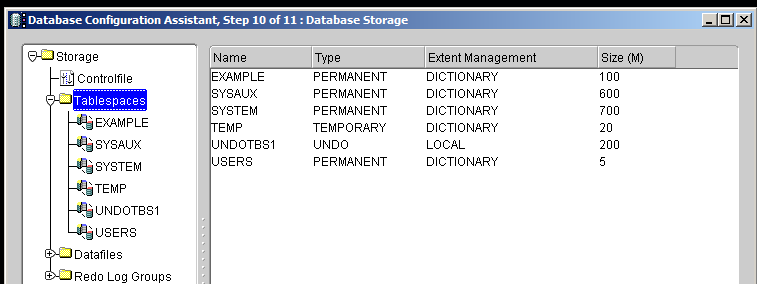 Database Configuration Assistant, Step 10 of 11 : Database Storage
Storage
Controlfile
Tablespaces
EXAMPLE
SYSAUX
SYSTEM
TEMP
UNDOTBS1
USERS
Datafiles
Redo Log Groups
Name Type Extent Management Size (M)
EXAMPLE PERMANENT DICTIONARY 100
SYSAUX PERMANENT DICTIONARY 600
SYSTEM PERMANENT DICTIONARY 700
TEMP TEMPORARY DICTIONARY 20
UNDOTBS1 UNDO LOCAL 200
USERS PERMANENT DICTIONARY 5